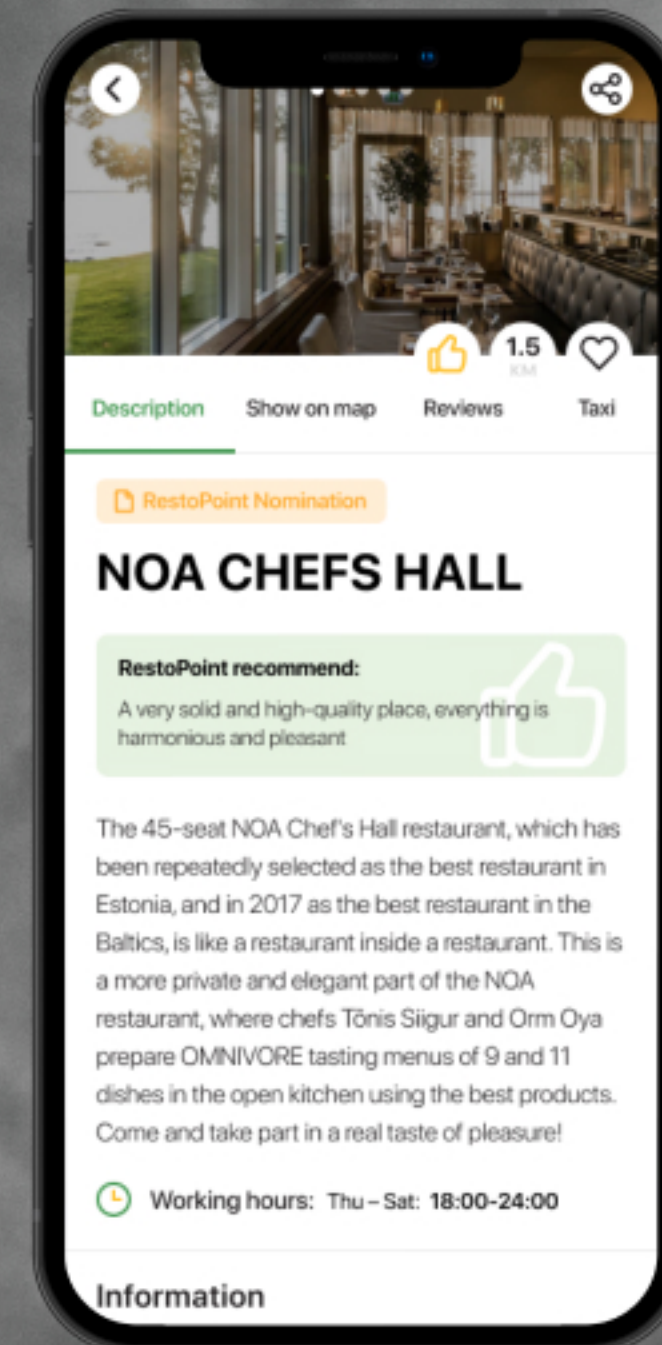 1.5
KM
Description Show on map Reviews Taxi
RestoPoint Nomination
NOA CHEFS HALL
RestoPoint recommend:
A very solid and high-quality place, everything is
harmonious and pleasant
The 45-seat NOA Chef's Hall restaurant, which has
been repeatedly selected as the best restaurant in
Estonia, and in 2017 as the best restaurant in the
Baltics, is like a restaurant inside a restaurant. This is
a more private and elegant part of the NOA
restaurant, where chefs Tõnis Siigur and Orm Oya
prepare OMNIVORE tasting menus of 9 and 11
dishes in the open kitchen using the best products.
Come and take part in a real taste of pleasure!
Working hours: Thu – Sat: 18:00-24:00
Information